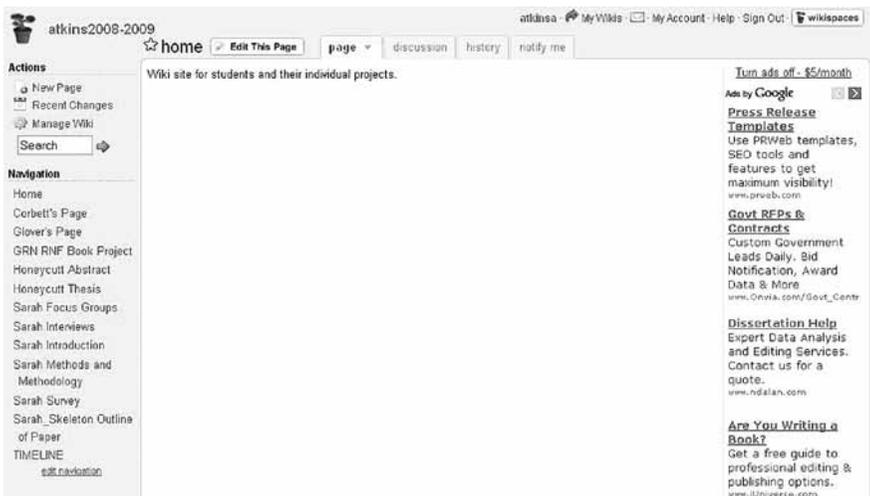 atkins2008-2009
atkinsa · My Wikis · My Account · Help · Sign Out · wikispaces
home Edit This Page page discussion history notify me
Actions
New Page
Recent Changes
Manage Wiki
Search
Navigation
Home
Corbett's Page
Glover's Page
GRN RNF Book Project
Honeycutt Abstract
Honeycutt Thesis
Sarah Focus Groups
Sarah Interviews
Sarah Introduction
Sarah Methods and
Methodology
Sarah Survey
Sarah_Skeleton Outline
of Paper
TIMELINE
edit navigation
Wiki site for students and their individual projects.
Turn ads off - $5/month
Ads by Google
Press Release
Templates
Use PRWeb templates,
SEO tools and
features to get
maximum visibility!
www.prweb.com
Govt RFPs &
Contracts
Custom Government
Leads Daily. Bid
Notification, Award
Data & More
www.Onvia.com/Govt_Contr
Dissertation Help
Expert Data Analysis
and Editing Services.
Contact us for a
quote.
www.ndalan.com
Are You Writing a
Book?
Get a free guide to
professional editing &
publishing options.
www.iUniverse.com